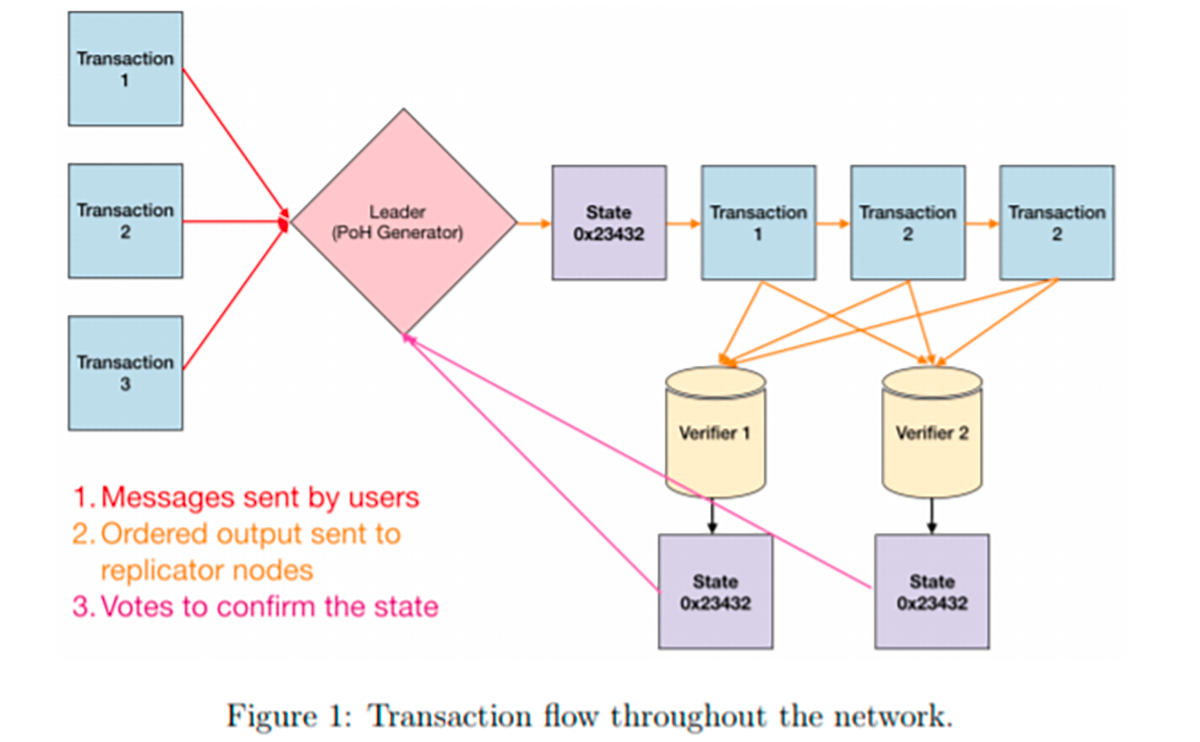 Transaction
1
Transaction
2
Transaction
3
Leader
(PoH Generator)
State
0x23432
Transaction
1
Transaction
2
Transaction
2
Verifier 1
Verifier 2
State
0x23432
State
0x23432
1. Messages sent by users
2. Ordered output sent to
replicator nodes
3. Votes to confirm the state
Figure 1: Transaction flow throughout the network.